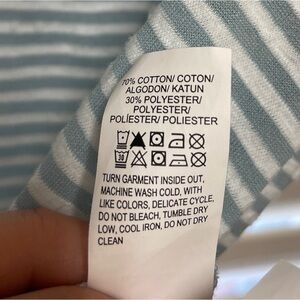 70% COTTON/ COTON/
ALGODON/ KATUN
30% POLYESTER/
POLYESTER/
POLIESTER/ POLIESTER
30
TURN GARMENT INSIDE OUT,
MACHINE WASH COLD, WITH
LIKE COLORS, DELICATE CYCLE,
DO NOT BLEACH, TUMBLE DRY
LOW, COOL IRON, DO NOT DRY
CLEAN